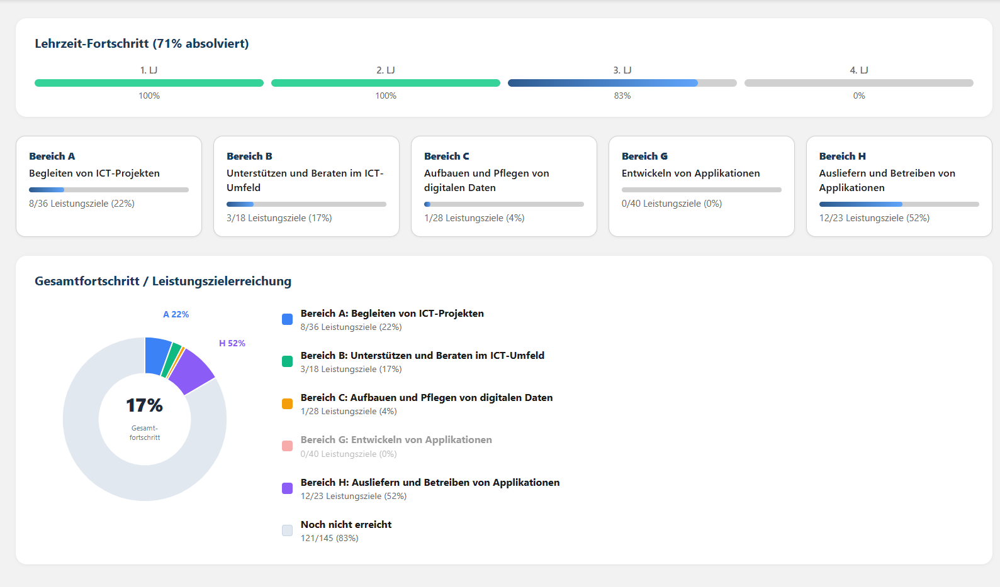 Lehrzeit-Fortschritt (71% absolviert)
1. LJ
2. LJ
3. LJ
4. LJ
100%
100%
83%
0%
Bereich A
Begleiten von ICT-Projekten
8/36 Leistungsziele (22%)
Bereich B
Unterstützen und Beraten im ICT-
Umfeld
3/18 Leistungsziele (17%)
Bereich C
Aufbauen und Pflegen von
digitalen Daten
1/28 Leistungsziele (4%)
Bereich G
Entwickeln von Applikationen
0/40 Leistungsziele (0%)
Bereich H
Ausliefern und Betreiben von
Applikationen
12/23 Leistungsziele (52%)
Gesamtfortschritt / Leistungszielerreichung
A 22%
H 52%
17%
Gesamt-
fortschritt
Bereich A: Begleiten von ICT-Projekten
8/36 Leistungsziele (22%)
Bereich B: Unterstützen und Beraten im ICT-Umfeld
3/18 Leistungsziele (17%)
Bereich C: Aufbauen und Pflegen von digitalen Daten
1/28 Leistungsziele (4%)
Bereich G: Entwickeln von Applikationen
0/40 Leistungsziele (0%)
Bereich H: Ausliefern und Betreiben von Applikationen
12/23 Leistungsziele (52%)
Noch nicht erreicht
121/145 (83%)